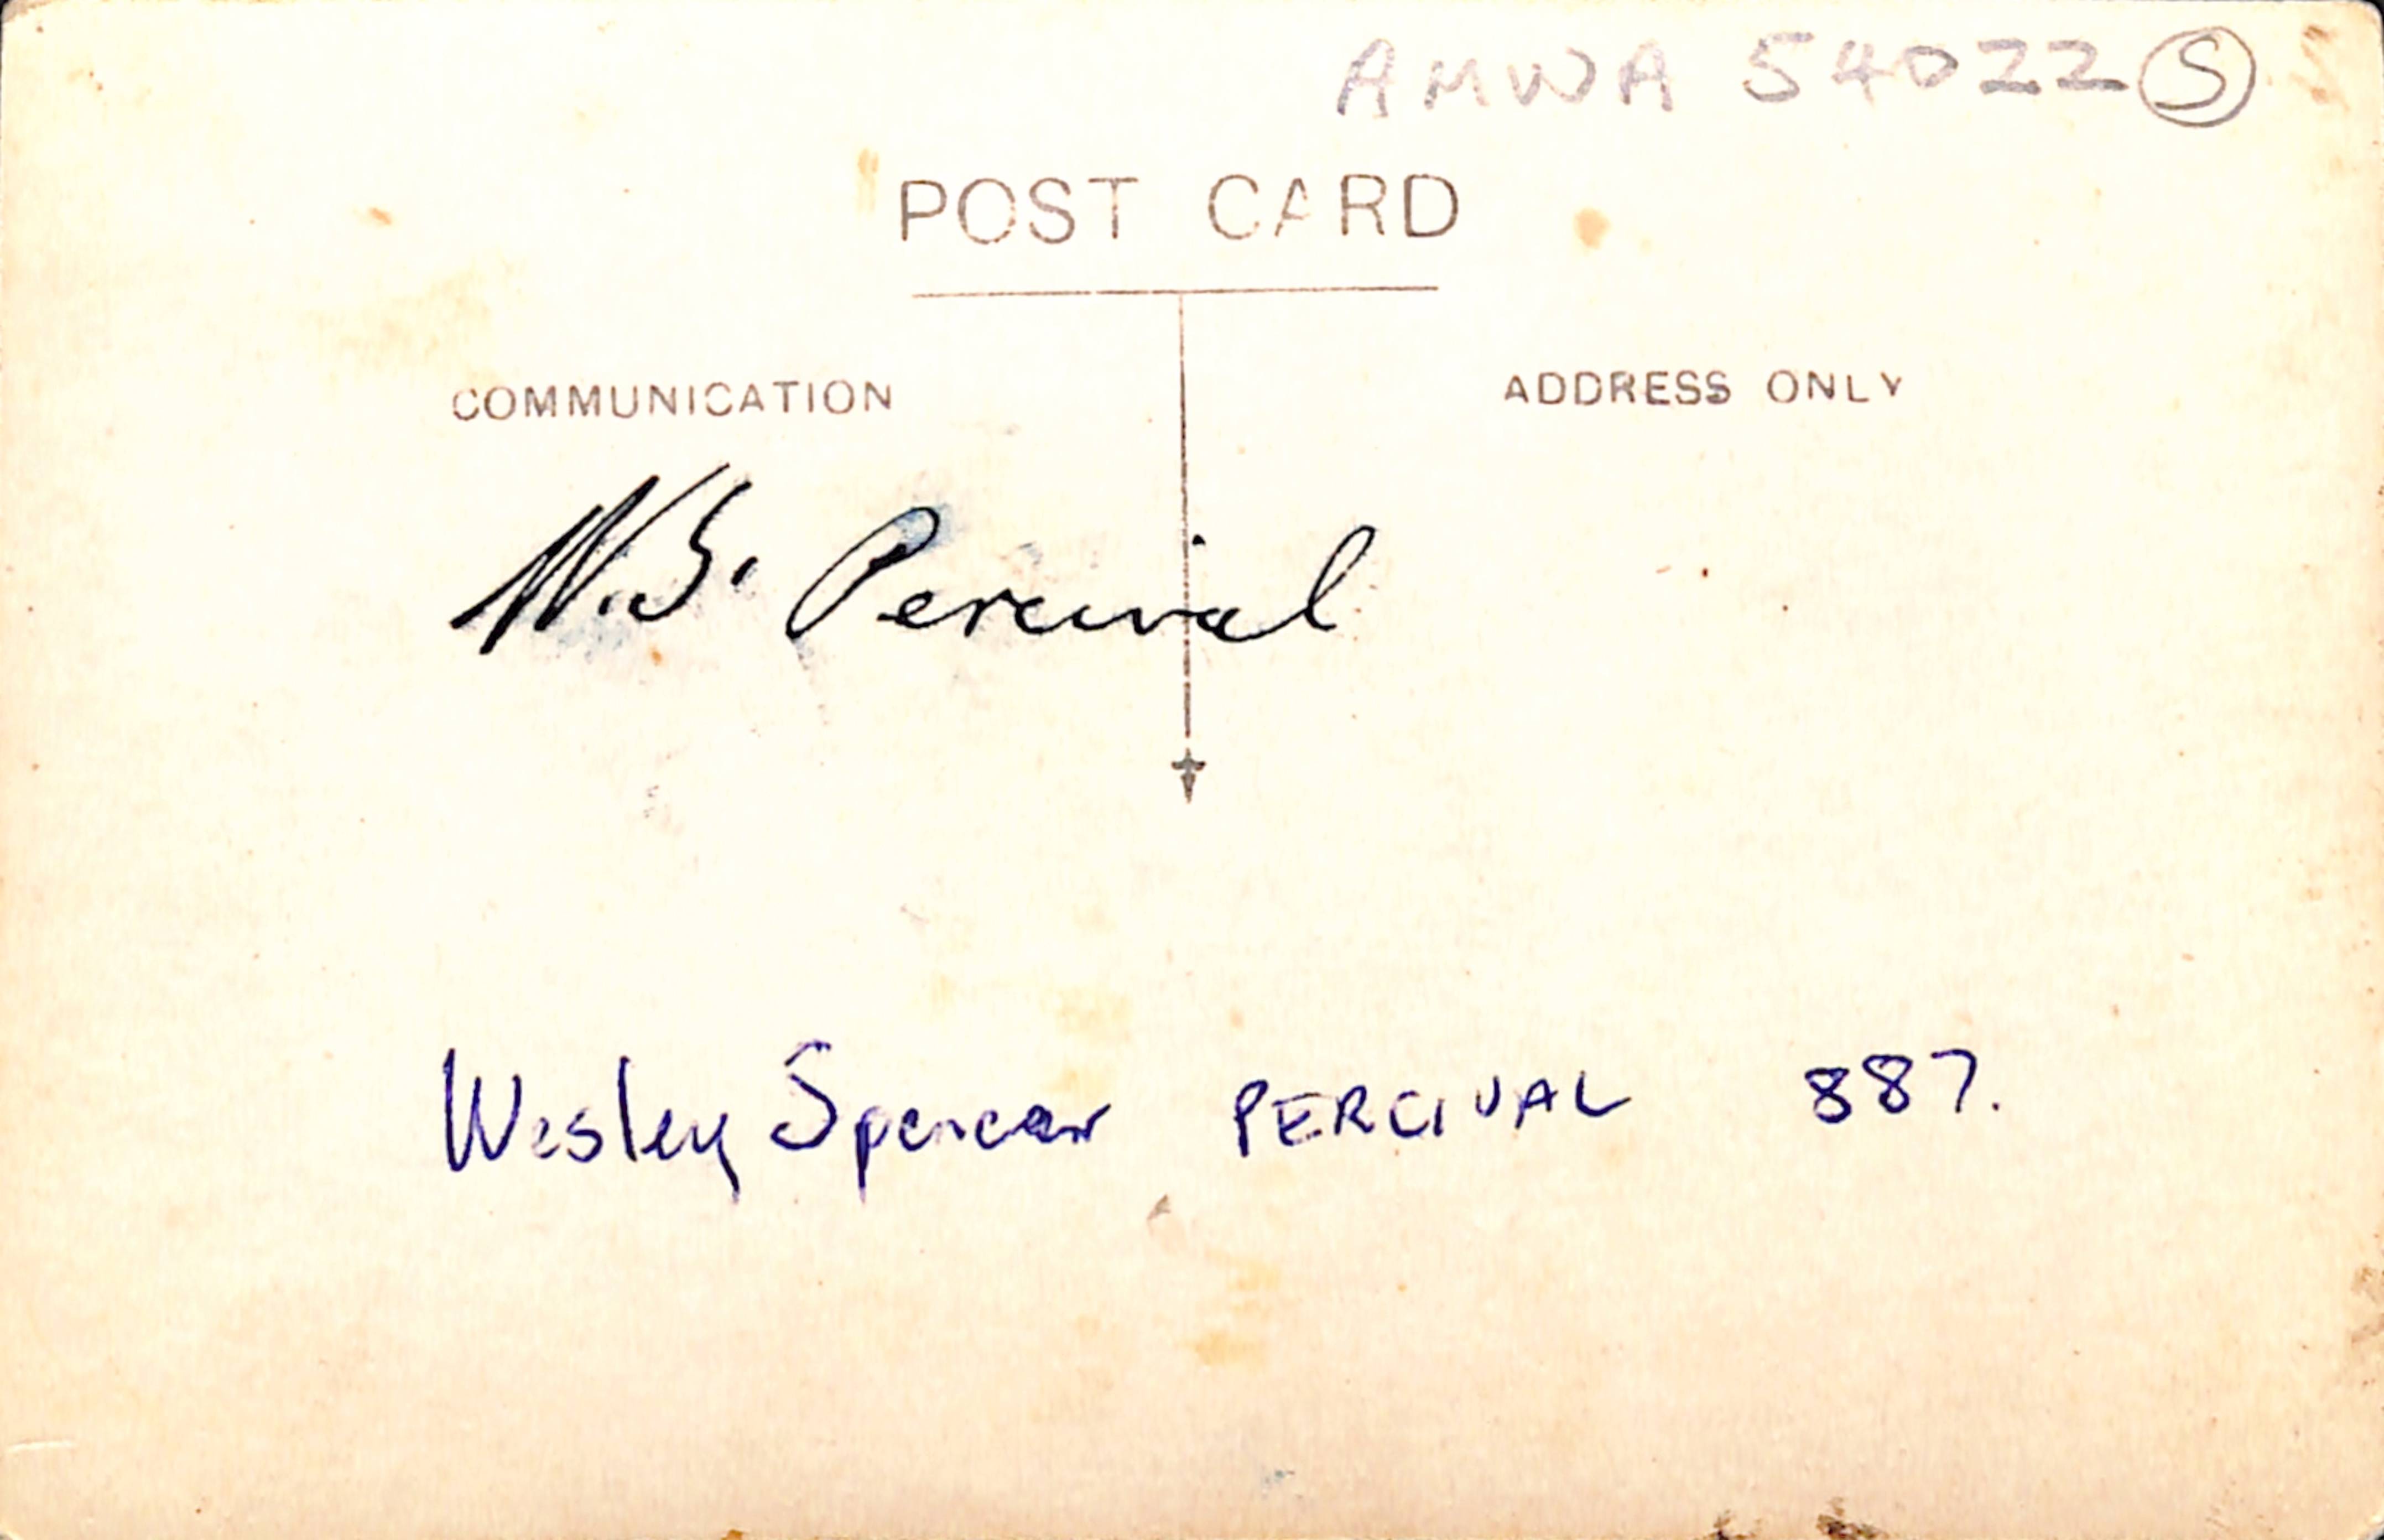 AMWA 54022 S
POST CARD
COMMUNICATION
ADDRESS ONLY
W.S. Percival
Wesley Spencer PERCIVAL 887.